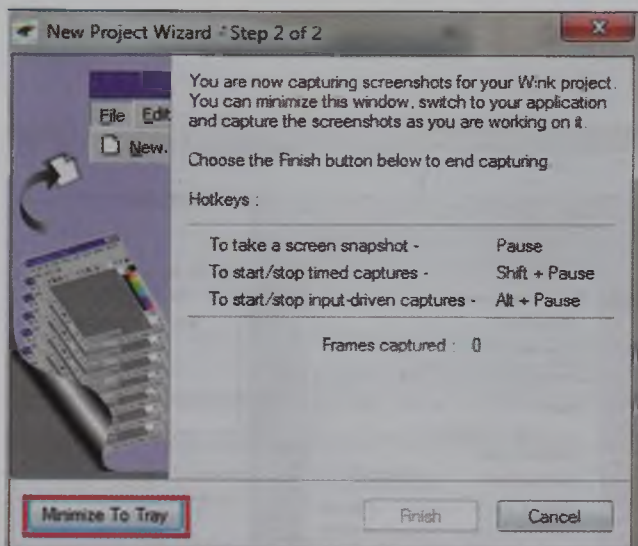 New Project Wizard - Step 2 of 2
File Edit
New.
You are now capturing screenshots for your Wink project.
You can minimize this window, switch to your application
and capture the screenshots as you are working on it.
Choose the Finish button below to end capturing
Hotkeys :
To take a screen snapshot - Pause
To start/stop timed captures - Shift + Pause
To start/stop input-driven captures - Alt + Pause
Frames captured : 0
Minimize To Tray Finish Cancel